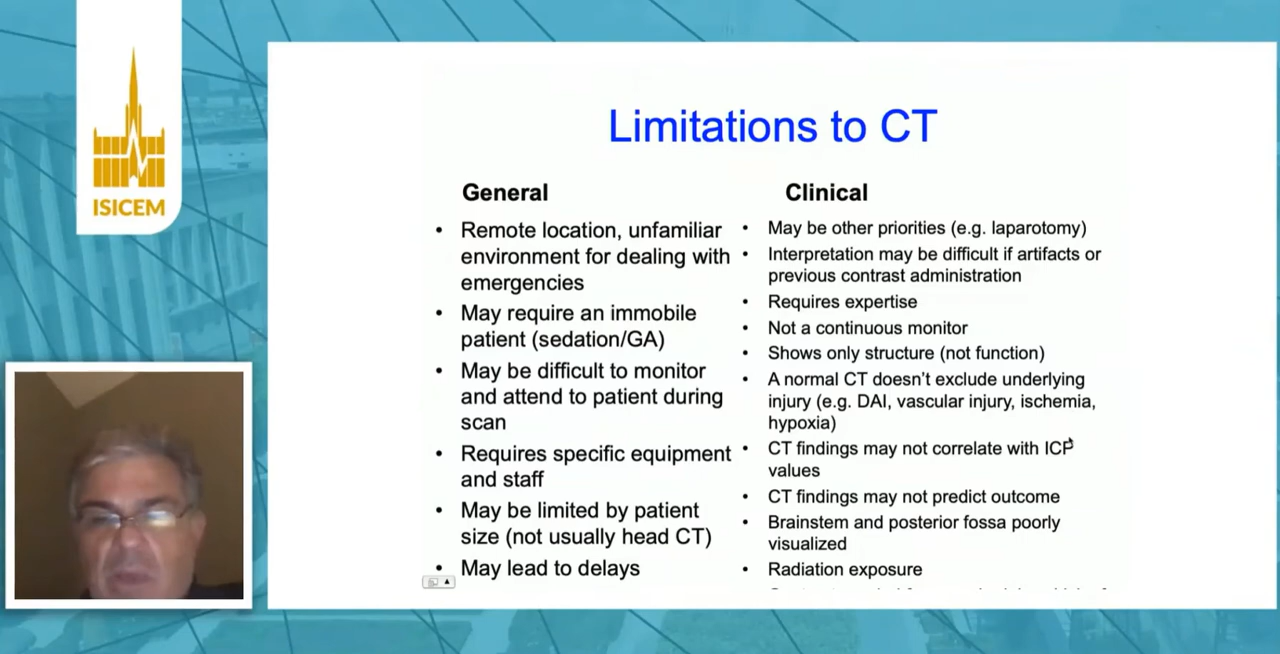 ISICEM
Limitations to CT
General
• Remote location, unfamiliar
environment for dealing with
emergencies
• May require an immobile
patient (sedation/GA)
• May be difficult to monitor
and attend to patient during
scan
• Requires specific equipment
and staff
• May be limited by patient
size (not usually head CT)
• May lead to delays
Clinical
• May be other priorities (e.g. laparotomy)
• Interpretation may be difficult if artifacts or
previous contrast administration
• Requires expertise
• Not a continuous monitor
• Shows only structure (not function)
• A normal CT doesn’t exclude underlying
injury (e.g. DAI, vascular injury, ischemia,
hypoxia)
• CT findings may not correlate with ICP
values
• CT findings may not predict outcome
• Brainstem and posterior fossa poorly
visualized
• Radiation exposure